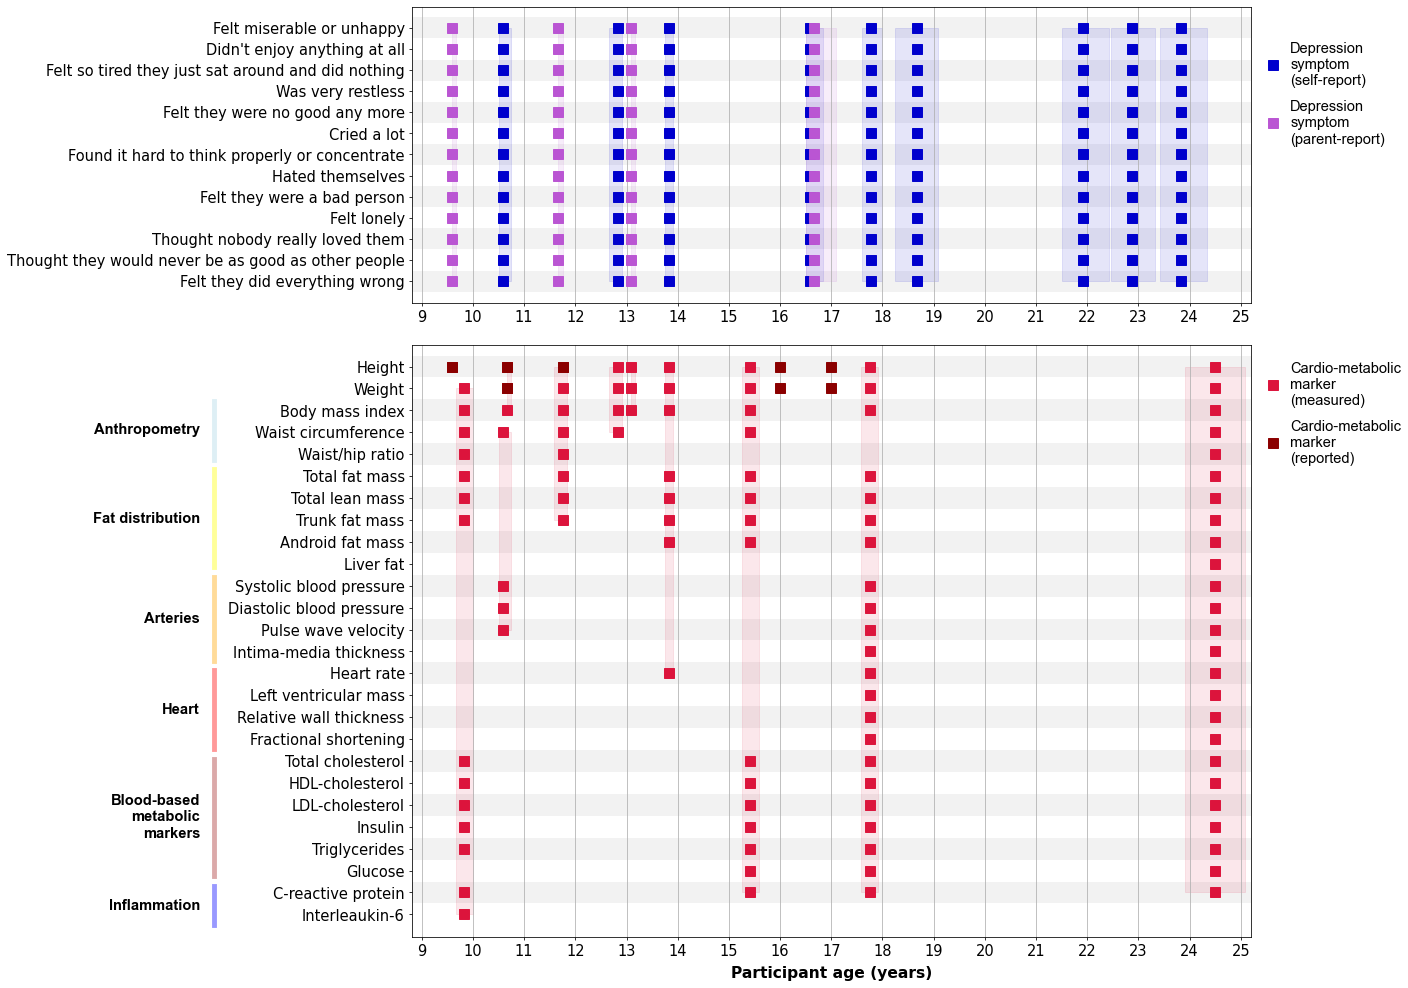 Felt miserable or unhappy
Didn't enjoy anything at all
Felt so tired they just sat around and did nothing
Was very restless
Felt they were no good any more
Cried a lot
Found it hard to think properly or concentrate
Hated themselves
Felt they were a bad person
Felt lonely
Thought nobody really loved them
Thought they would never be as good as other people
Felt they did everything wrong
9 10 11 12 13 14 15 16 17 18 19 20 21 22 23 24 25
Depression
symptom
(self-report)
Depression
symptom
(parent-report)
Height
Weight
Body mass index
Waist circumference
Waist/hip ratio
Total fat mass
Total lean mass
Trunk fat mass
Android fat mass
Liver fat
Systolic blood pressure
Diastolic blood pressure
Pulse wave velocity
Intima-media thickness
Heart rate
Left ventricular mass
Relative wall thickness
Fractional shortening
Total cholesterol
HDL-cholesterol
LDL-cholesterol
Insulin
Triglycerides
Glucose
C-reactive protein
Interleaukin-6
Anthropometry
Fat distribution
Arteries
Heart
Blood-based
metabolic
markers
Inflammation
9 10 11 12 13 14 15 16 17 18 19 20 21 22 23 24 25
Participant age (years)
Cardio-metabolic
marker
(measured)
Cardio-metabolic
marker
(reported)